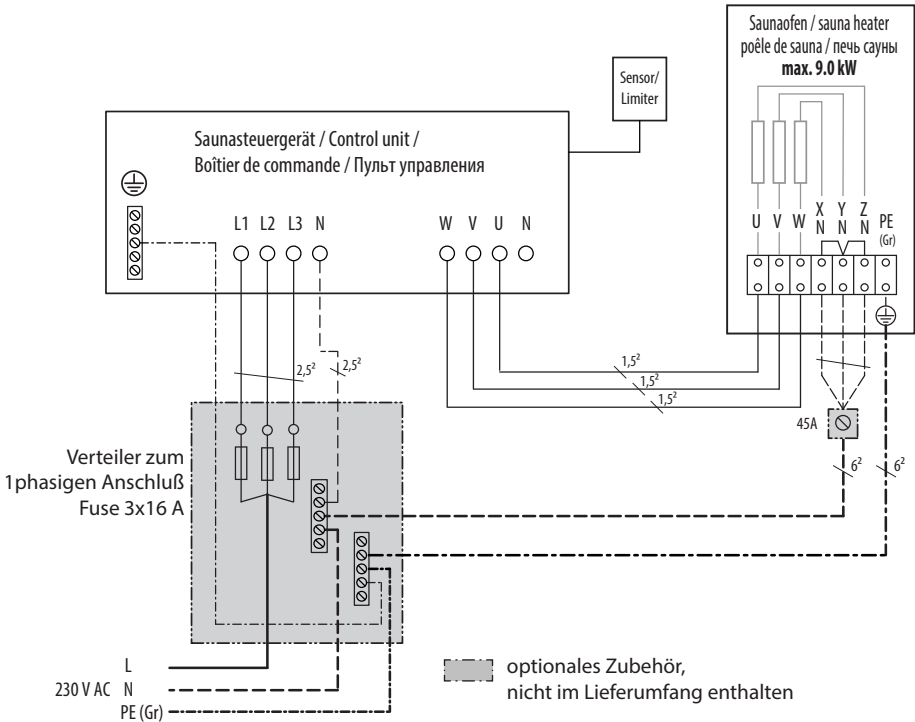 Saunaofen / sauna heater
poêle de sauna / печь сауны
max. 9.0 kW
Sensor/
Limiter
Saunasteuergerät / Control unit /
Boîtier de commande / Пульт управления
L1 L2 L3 N
W V U N
U V W X Y Z PE
N N N (Gr)
2,5²
2,5²
1,5²
1,5²
1,5²
45A
6²
6²
Verteiler zum
1phasigen Anschluß
Fuse 3x16 A
L
230 V AC N
PE (Gr)
optionales Zubehör,
nicht im Lieferumfang enthalten